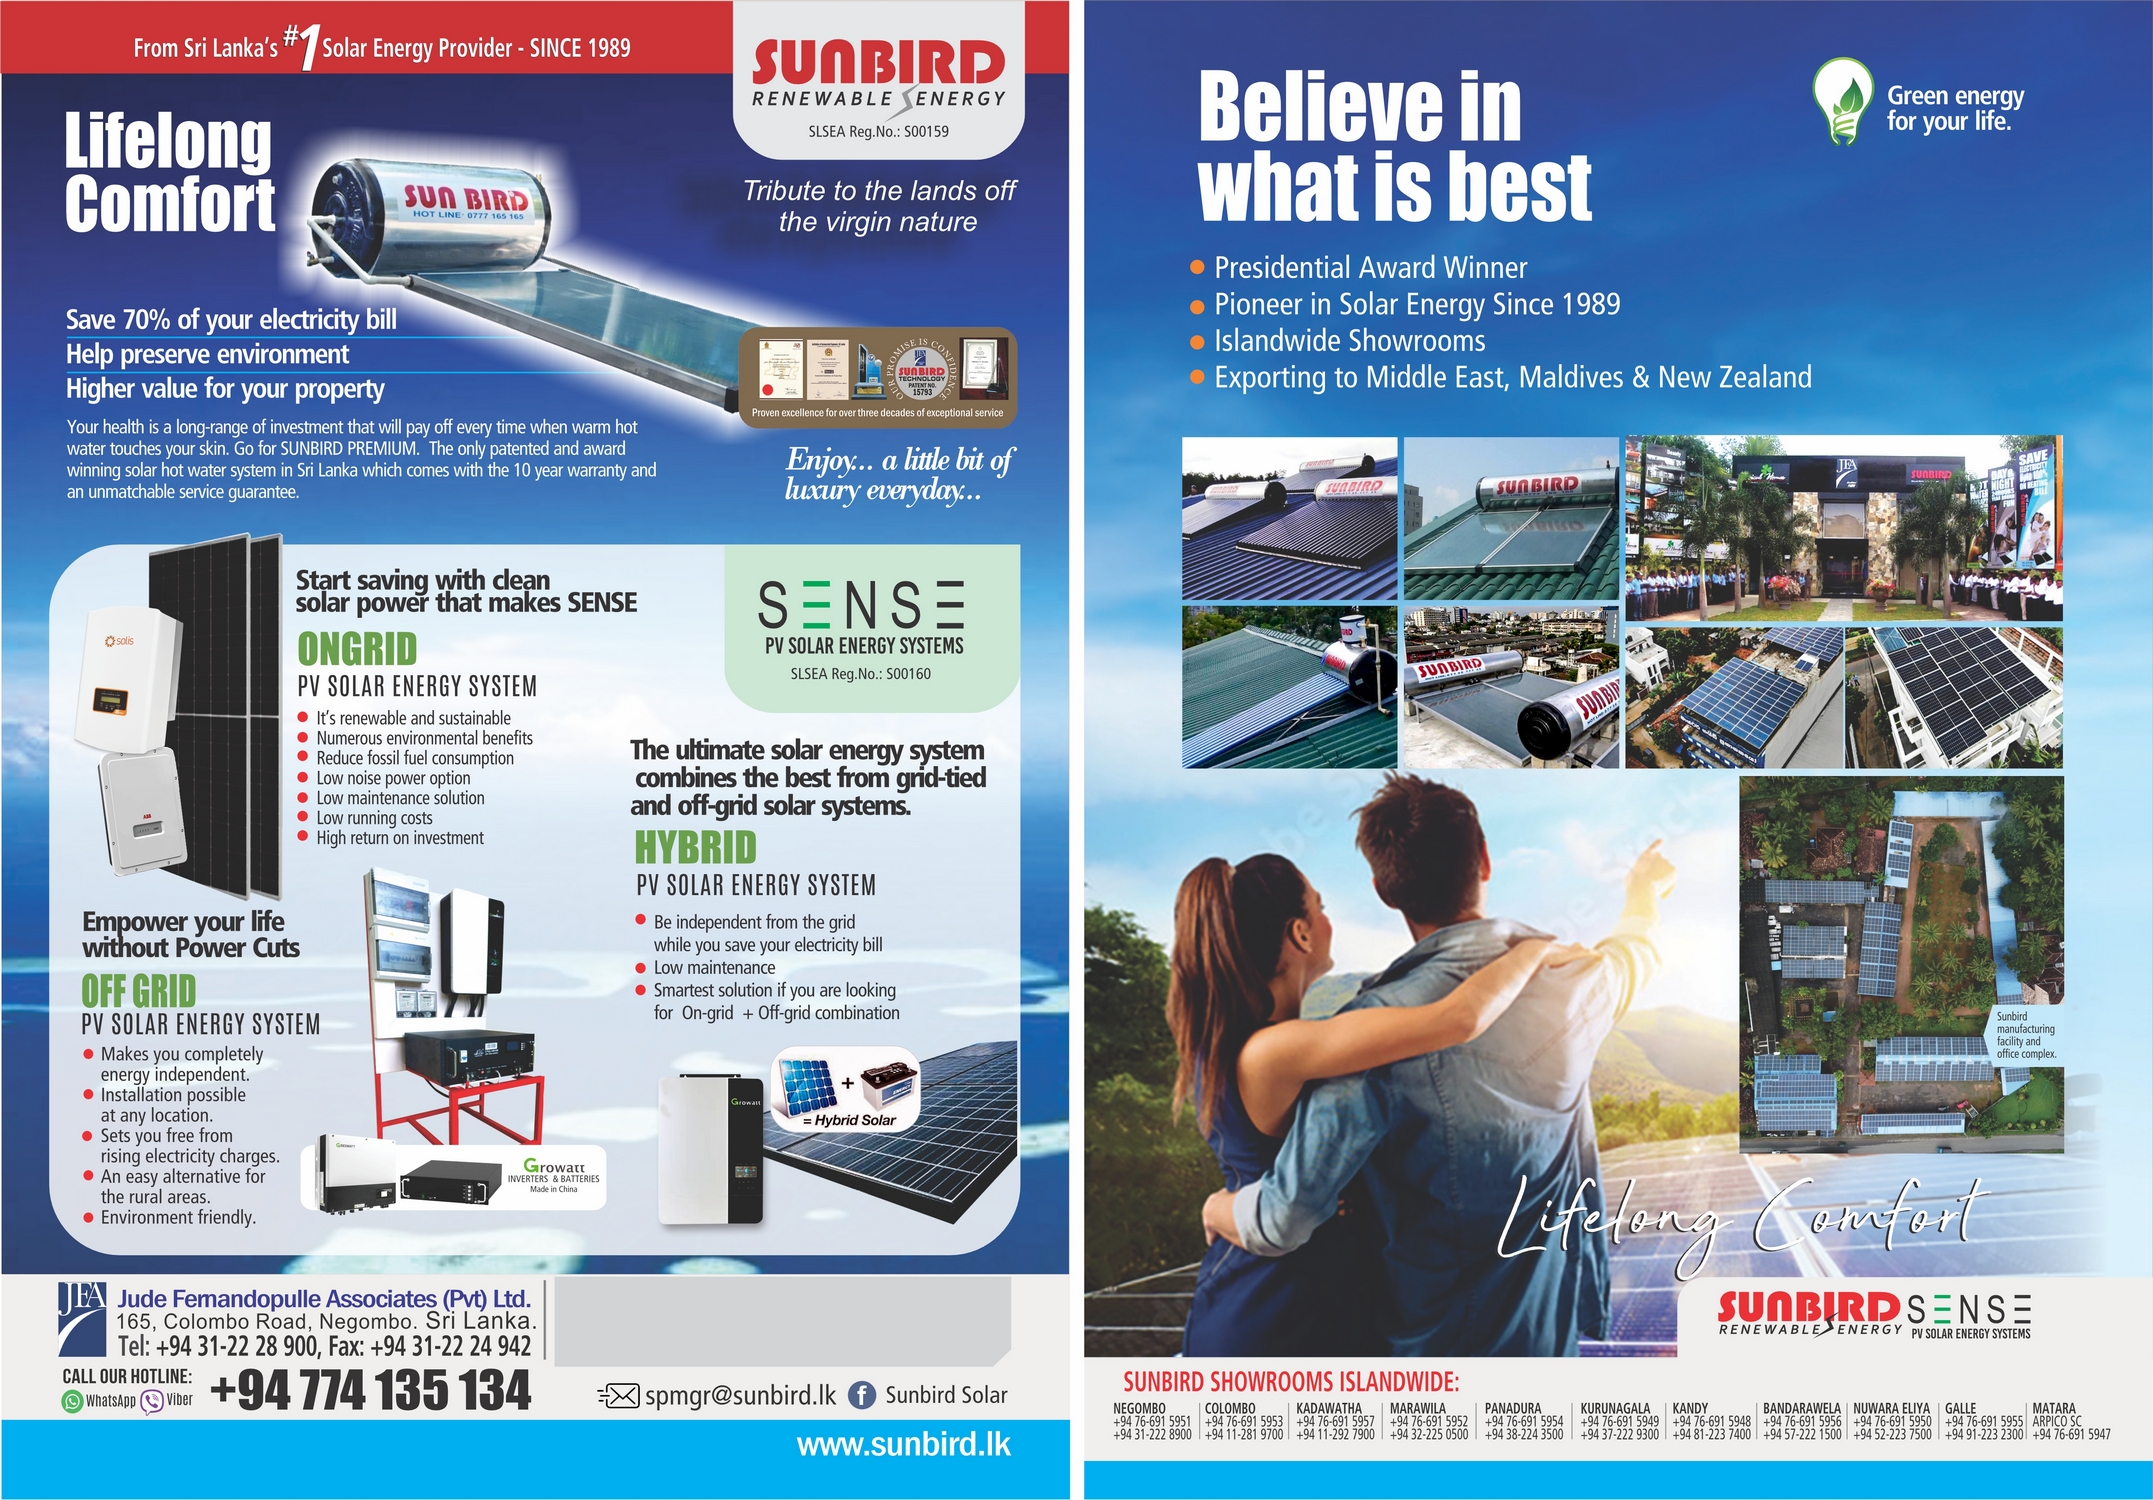 From Sri Lanka's #1 Solar Energy Provider - SINCE 1989
SUNBIRD
RENEWABLE ENERGY
SLSEA Reg.No.: S00159
Lifelong
Comfort
SUN BIRD
HOT LINE: 0777 165 165
Tribute to the lands off
the virgin nature
Save 70% of your electricity bill
Help preserve environment
Higher value for your property
OUR PROMISE IS CONFIDENCE
JFA
SUNBIRD
TECHNOLOGY
PATENT NO.
15793
Proven excellence for over three decades of exceptional service
Your health is a long-range of investment that will pay off every time when warm hot
water touches your skin. Go for SUNBIRD PREMIUM. The only patented and award
winning solar hot water system in Sri Lanka which comes with the 10 year warranty and
an unmatchable service guarantee.
Enjoy... a little bit of
luxury everyday...
solis
ABB
Start saving with clean
solar power that makes SENSE
ONGRID
PV SOLAR ENERGY SYSTEM
It's renewable and sustainable
Numerous environmental benefits
Reduce fossil fuel consumption
Low noise power option
Low maintenance solution
Low running costs
High return on investment
SENSE
PV SOLAR ENERGY SYSTEMS
SLSEA Reg.No.: S00160
The ultimate solar energy system
combines the best from grid-tied
and off-grid solar systems.
HYBRID
PV SOLAR ENERGY SYSTEM
Be independent from the grid
while you save your electricity bill
Low maintenance
Smartest solution if you are looking
for On-grid + Off-grid combination
Empower your life
without Power Cuts
OFF GRID
PV SOLAR ENERGY SYSTEM
Makes you completely
energy independent.
Installation possible
at any location.
Sets you free from
rising electricity charges.
An easy alternative for
the rural areas.
Environment friendly.
Growatt
Growatt
INVERTERS & BATTERIES
Made in China
Growatt
+
= Hybrid Solar
JFA
Jude Fernandopulle Associates (Pvt) Ltd.
165, Colombo Road, Negombo. Sri Lanka.
Tel: +94 31-22 28 900, Fax: +94 31-22 24 942
CALL OUR HOTLINE:
WhatsApp Viber
+94 774 135 134
spmgr@sunbird.lk Sunbird Solar
www.sunbird.lk
Believe in
what is best
Green energy
for your life.
Presidential Award Winner
Pioneer in Solar Energy Since 1989
Islandwide Showrooms
Exporting to Middle East, Maldives & New Zealand
SUNBIRD
SUNBIRD
JFA
SUNBIRD
SAVE
SUNBIRD
SUNBIRD
Sunbird
manufacturing
facility and
office complex.
Lifelong Comfort
SUNBIRD
RENEWABLE ENERGY
SENSE
PV SOLAR ENERGY SYSTEMS
SUNBIRD SHOWROOMS ISLANDWIDE:
NEGOMBO
+94 76-691 5951
+94 31-222 8900
COLOMBO
+94 76-691 5953
+94 11-281 9700
KADAWATHA
+94 76-691 5957
+94 11-292 7900
MARAWILA
+94 76-691 5952
+94 32-225 0500
PANADURA
+94 76-691 5954
+94 38-224 3500
KURUNAGALA
+94 76-691 5949
+94 37-222 9300
KANDY
+94 76-691 5948
+94 81-223 7400
BANDARAWELA
+94 76-691 5956
+94 57-222 1500
NUWARA ELIYA
+94 76-691 5950
+94 52-223 7500
GALLE
+94 76-691 5955
+94 91-223 2300
MATARA
ARPICO SC
+94 76-691 5947